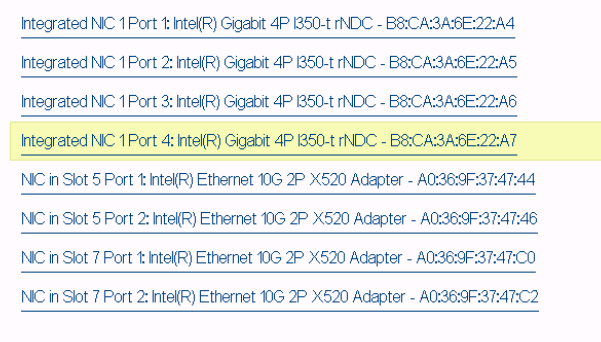 Integrated NIC 1 Port 1: Intel(R) Gigabit 4P I350-t rNDC - B8:CA:3A:6E:22:A4
Integrated NIC 1 Port 2: Intel(R) Gigabit 4P I350-t rNDC - B8:CA:3A:6E:22:A5
Integrated NIC 1 Port 3: Intel(R) Gigabit 4P I350-t rNDC - B8:CA:3A:6E:22:A6
Integrated NIC 1 Port 4: Intel(R) Gigabit 4P I350-t rNDC - B8:CA:3A:6E:22:A7
NIC in Slot 5 Port 1: Intel(R) Ethernet 10G 2P X520 Adapter - A0:36:9F:37:47:44
NIC in Slot 5 Port 2: Intel(R) Ethernet 10G 2P X520 Adapter - A0:36:9F:37:47:46
NIC in Slot 7 Port 1: Intel(R) Ethernet 10G 2P X520 Adapter - A0:36:9F:37:47:C0
NIC in Slot 7 Port 2: Intel(R) Ethernet 10G 2P X520 Adapter - A0:36:9F:37:47:C2